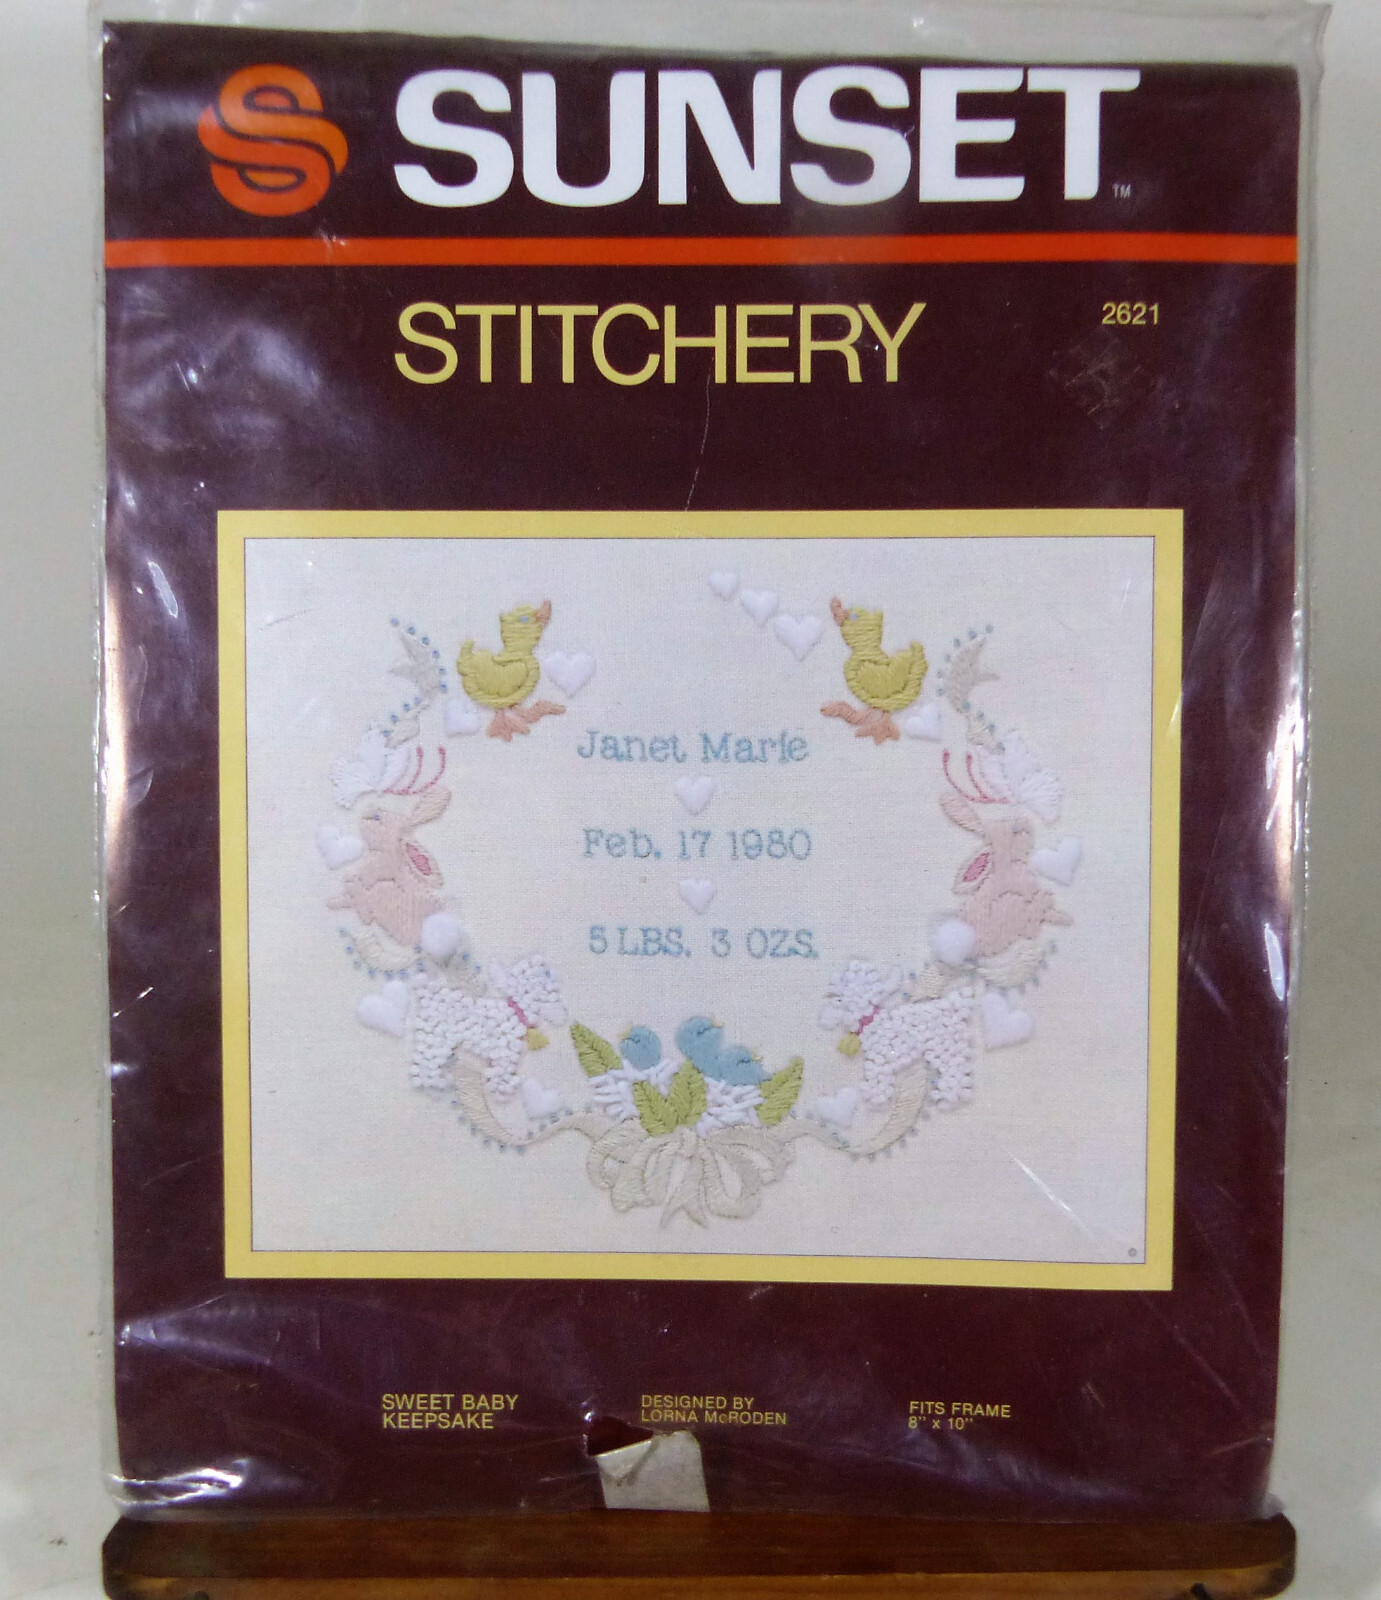 SUNSET™
STITCHERY
2621
Janet Marie
Feb. 17 1980
5 LBS. 3 OZS.
SWEET BABY
KEEPSAKE
DESIGNED BY
LORNA McRODEN
FITS FRAME
8" x 10"